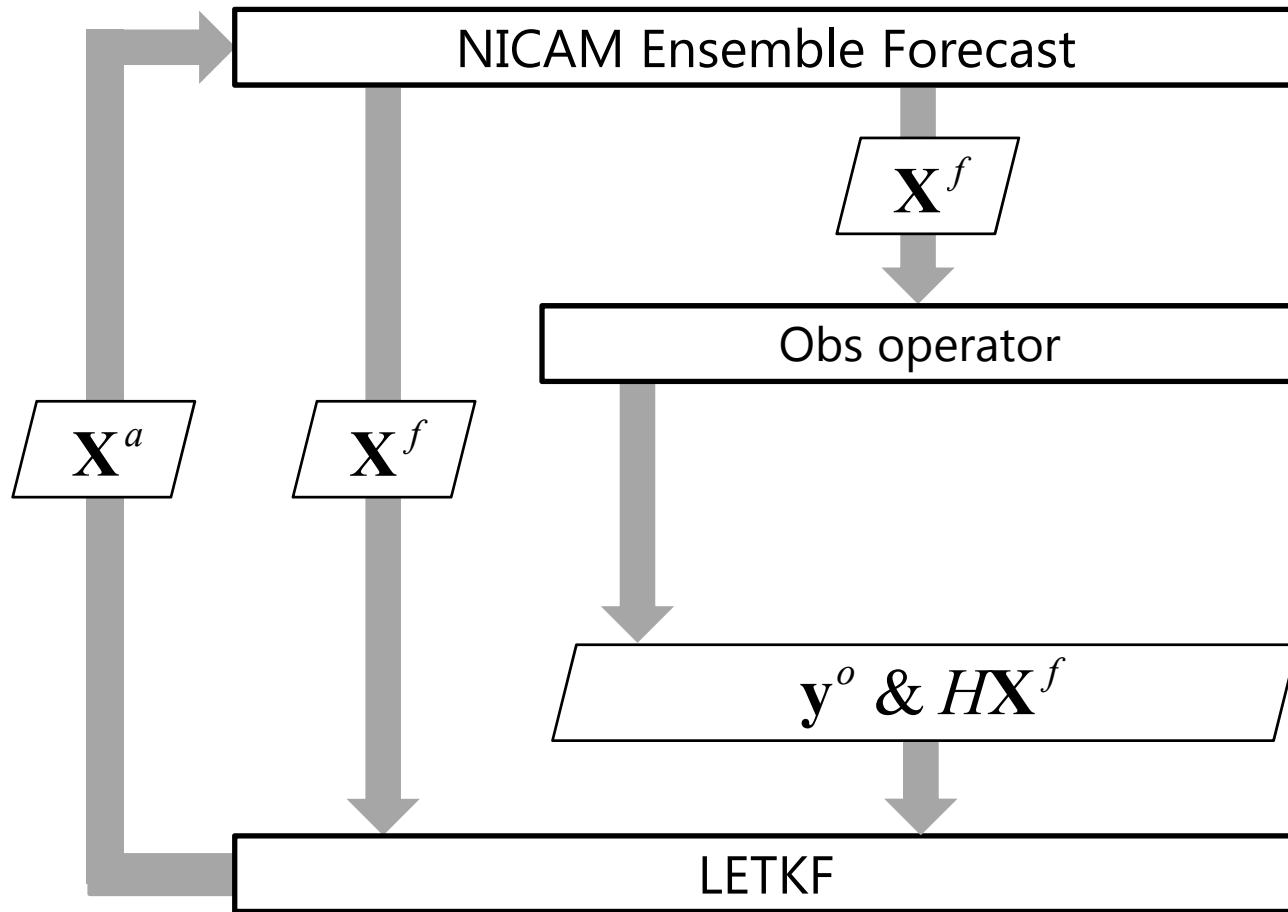 NICAM Ensemble Forecast
X^f
Obs operator
X^a
X^f
y^o & HX^f
LETKF